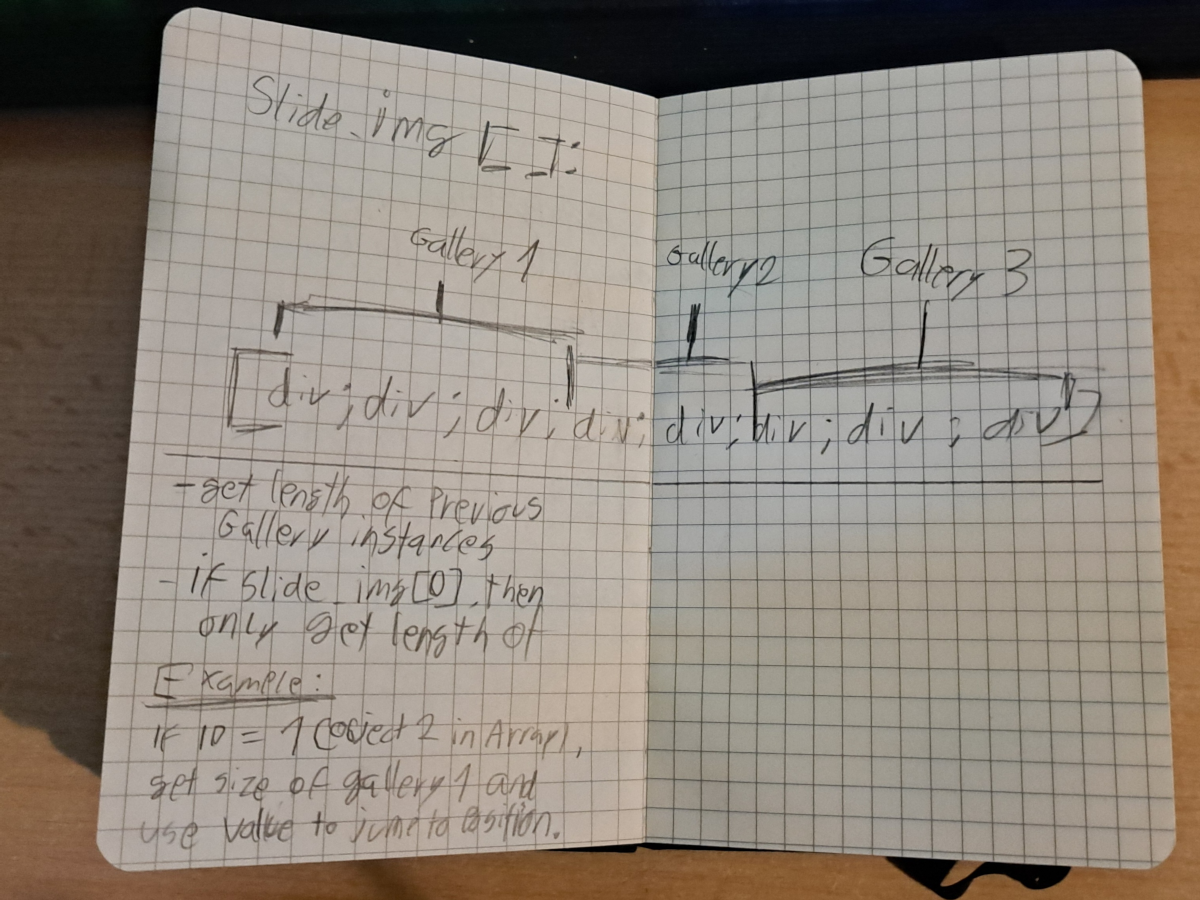 Slide_img [ ]:
Gallery 1 Gallery2 Gallery 3
[div; div; div; div; div; div; div; div]
- get length of previous
Gallery instances
- if slide_img[0], then
only get length of
Example:
If ID = 1 (Object 2 in Array),
get size of gallery 1 and
use value to jump to Position.